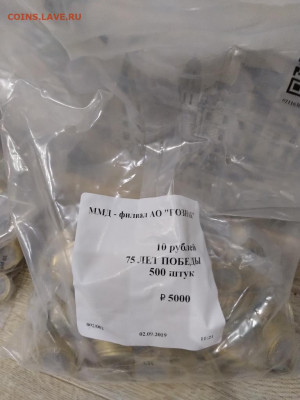 COINS.LAVE.RU
ММД - филиал АО "ГОЗНАК"
10 рублей
75 ЛЕТ ПОБЕДЫ
500 штук
₽ 5000
02.09.2019